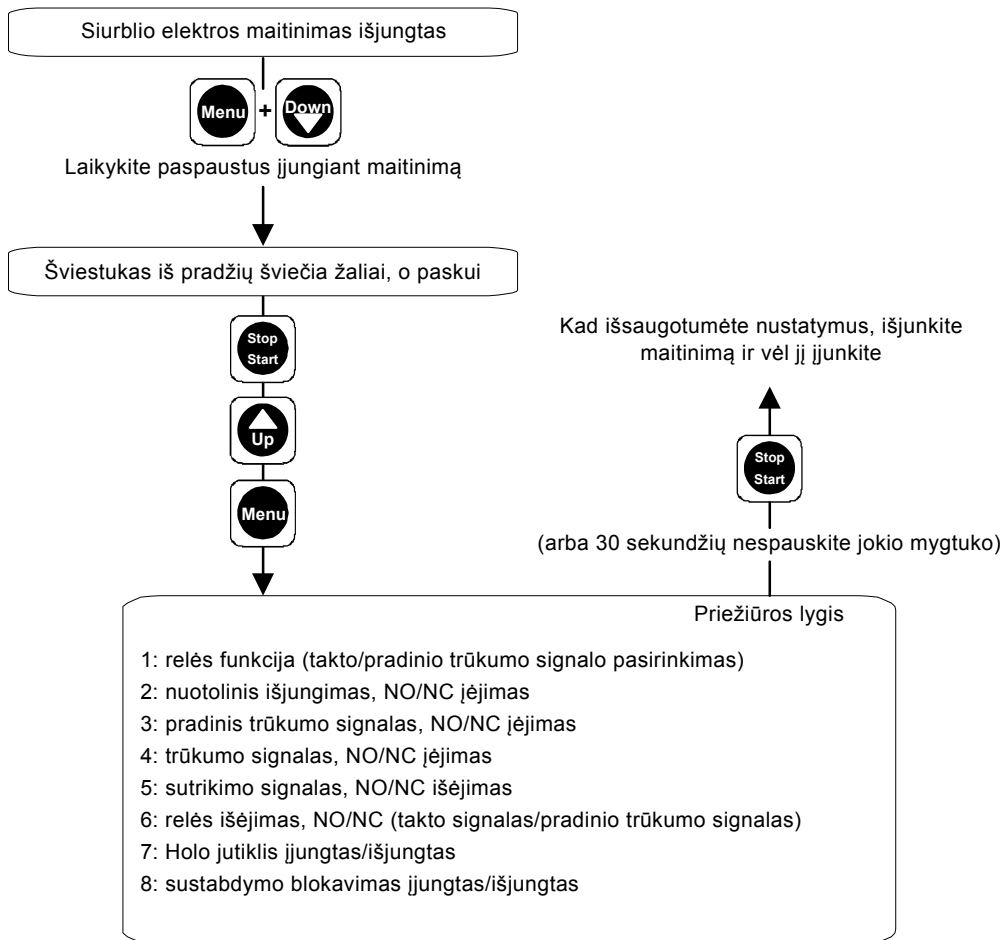 Siurblio elektros maitinimas išjungtas
Menu + Down
Laikykite paspaustus įjungiant maitinimą
Šviestukas iš pradžių šviečia žaliai, o paskui
Stop
Start
Up
Menu
Kad išsaugotumėte nustatymus, išjunkite
maitinimą ir vėl jį įjunkite
Stop
Start
(arba 30 sekundžių nespauskite jokio mygtuko)
Priežiūros lygis
1: relės funkcija (takto/pradinio trūkumo signalo pasirinkimas)
2: nuotolinis išjungimas, NO/NC įėjimas
3: pradinis trūkumo signalas, NO/NC įėjimas
4: trūkumo signalas, NO/NC įėjimas
5: sutrikimo signalas, NO/NC išėjimas
6: relės išėjimas, NO/NC (takto signalas/pradinio trūkumo signalas)
7: Holo jutiklis įjungtas/išjungtas
8: sustabdymo blokavimas įjungtas/išjungtas